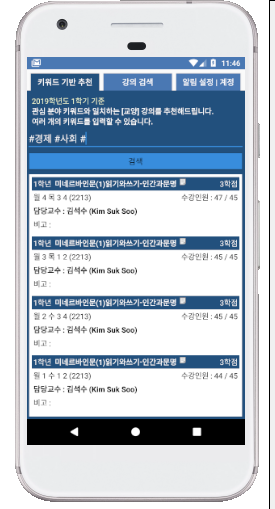 11:46
키워드 기반 추천 강의 검색 알림 설정 | 계정
2019학년도 1학기 기준
관심 분야 키워드와 일치하는 [교양] 강의를 추천해드립니다.
여러 개의 키워드를 입력할 수 있습니다.
#경제 #사회 #
검색
1학년 미네르바인문(1)읽기와쓰기-인간과문명 3학점
월 4 목 3 4 (2213) 수강인원 : 47 / 45
담당교수 : 김석수 (Kim Suk Soo)
비고 :
1학년 미네르바인문(1)읽기와쓰기-인간과문명 3학점
월 3 목 1 2 (2213) 수강인원 : 45 / 45
담당교수 : 김석수 (Kim Suk Soo)
비고 :
1학년 미네르바인문(1)읽기와쓰기-인간과문명 3학점
월 2 수 3 4 (2213) 수강인원 : 45 / 45
담당교수 : 김석수 (Kim Suk Soo)
비고 :
1학년 미네르바인문(1)읽기와쓰기-인간과문명 3학점
월 1 수 1 2 (2213) 수강인원 : 44 / 45
담당교수 : 김석수 (Kim Suk Soo)
비고 :